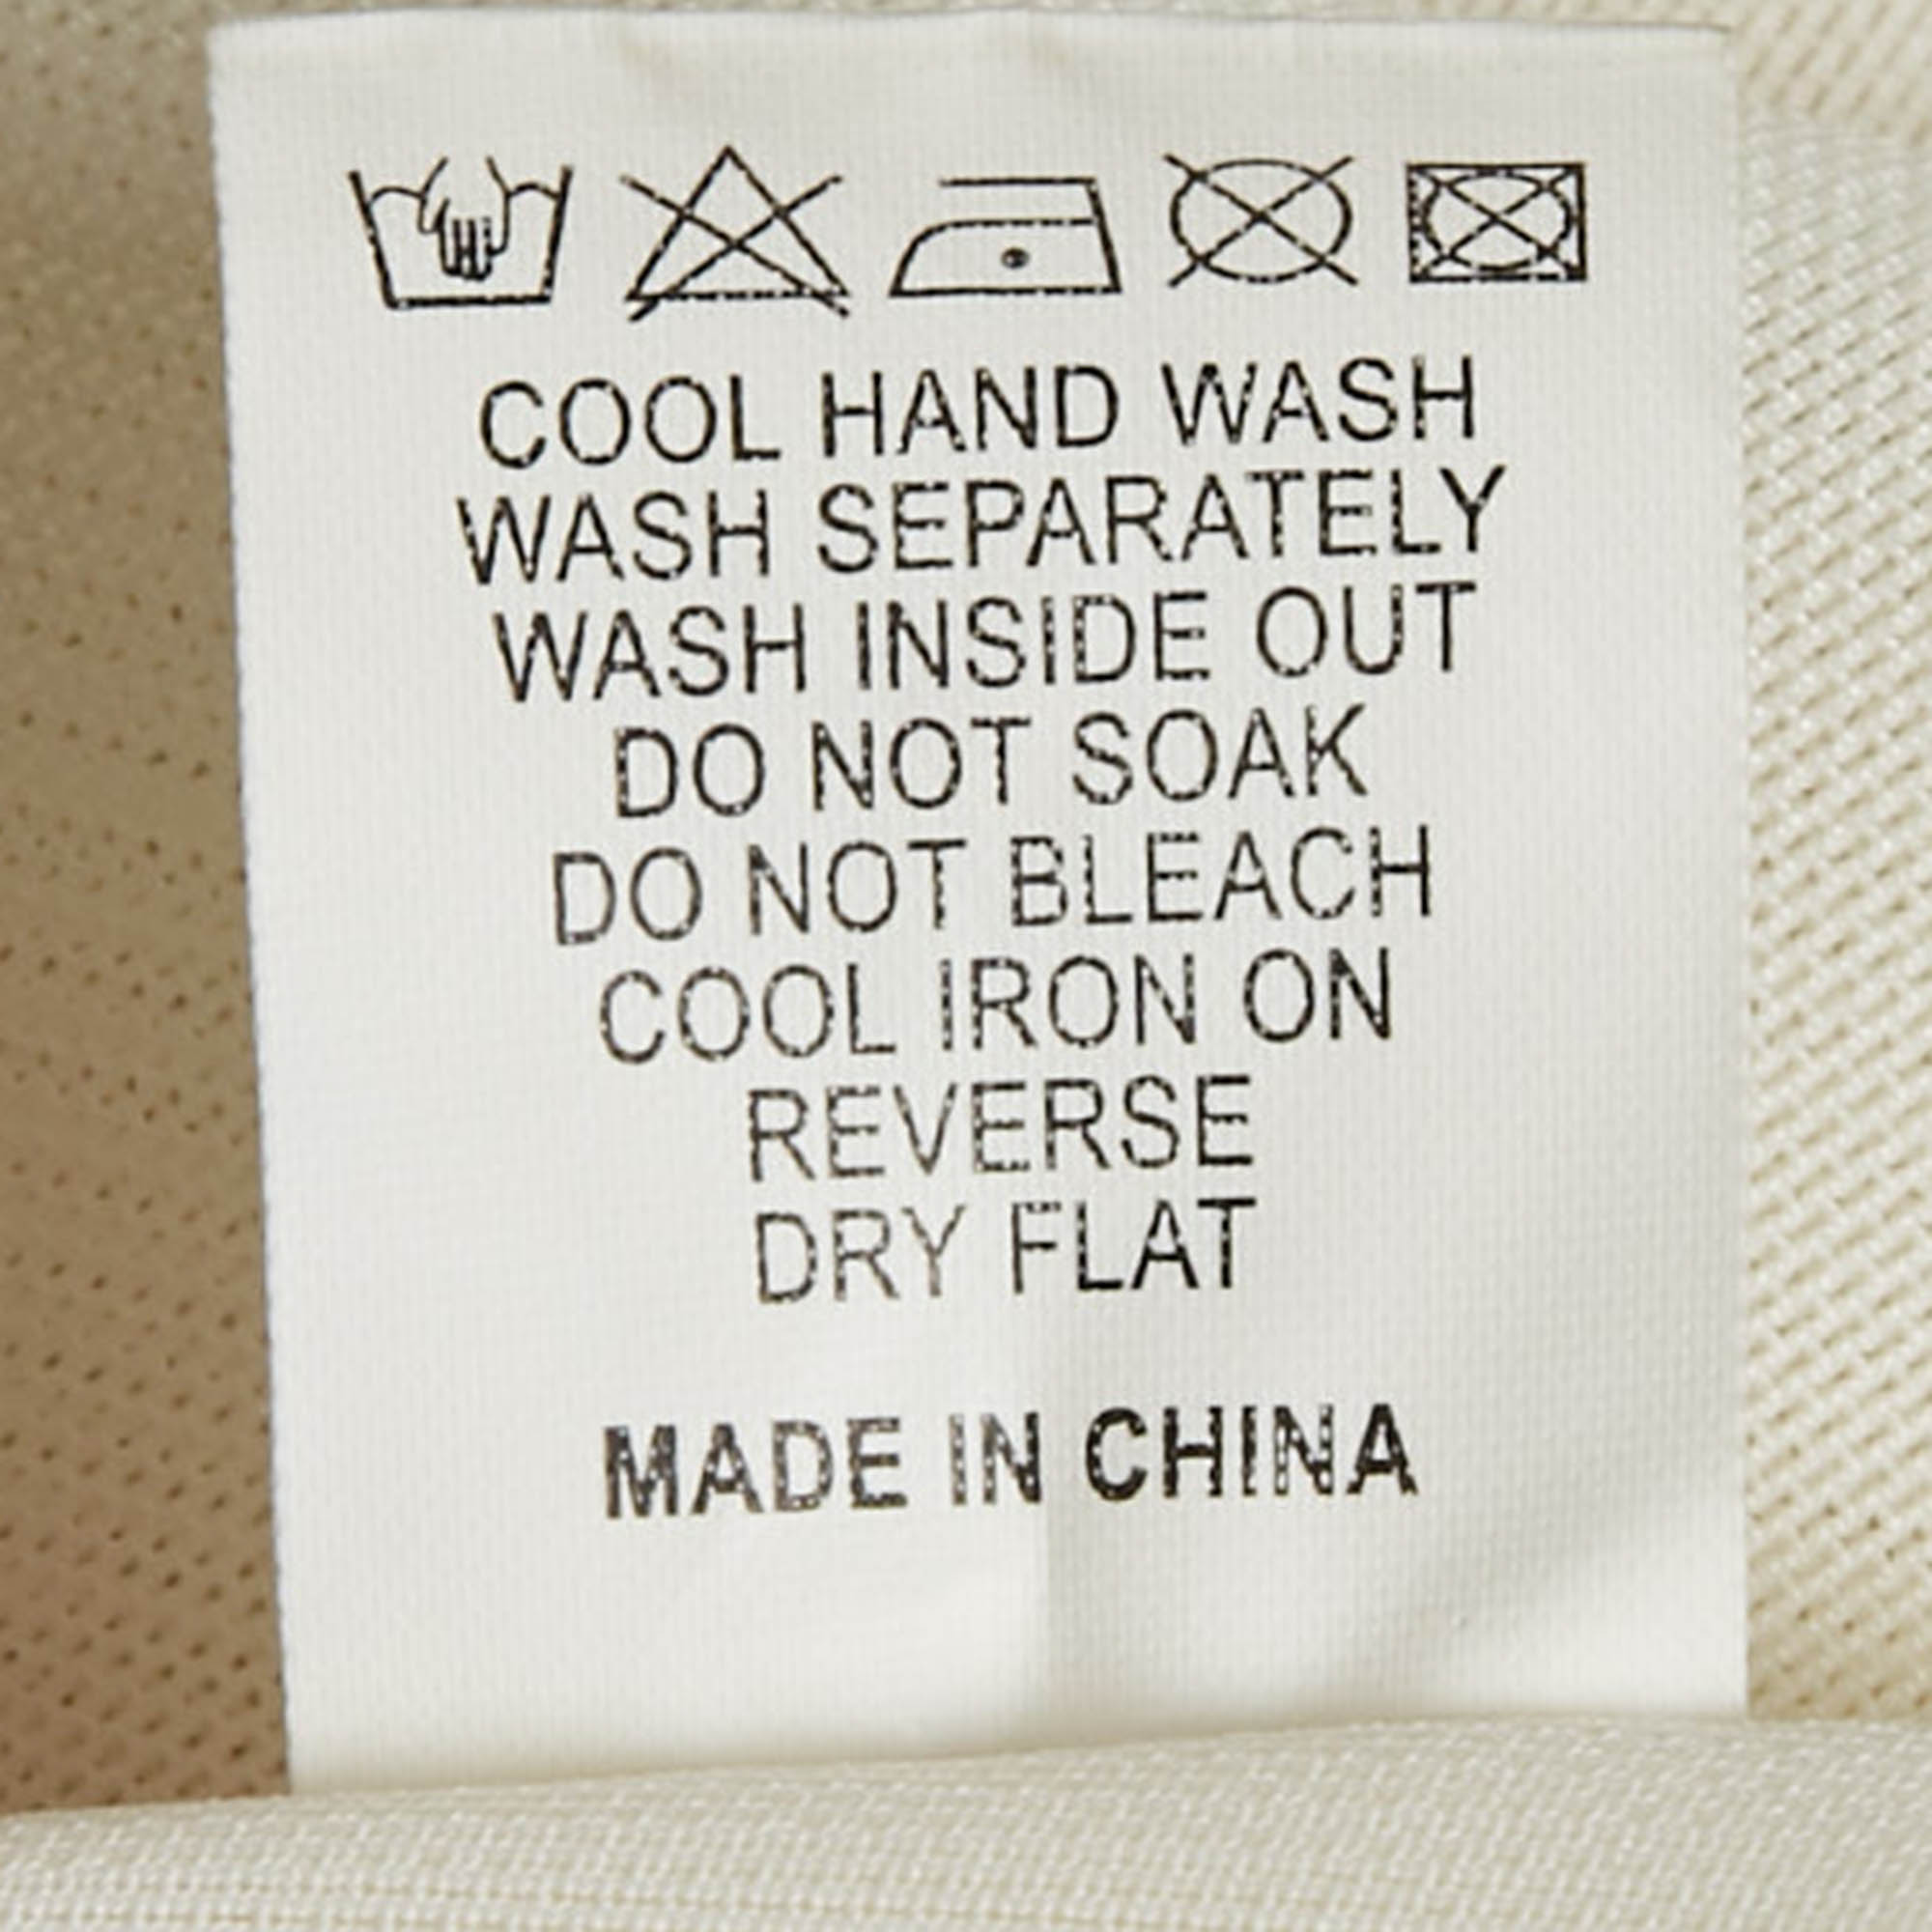 COOL HAND WASH
WASH SEPARATELY
WASH INSIDE OUT
DO NOT SOAK
DO NOT BLEACH
COOL IRON ON
REVERSE
DRY FLAT
MADE IN CHINA